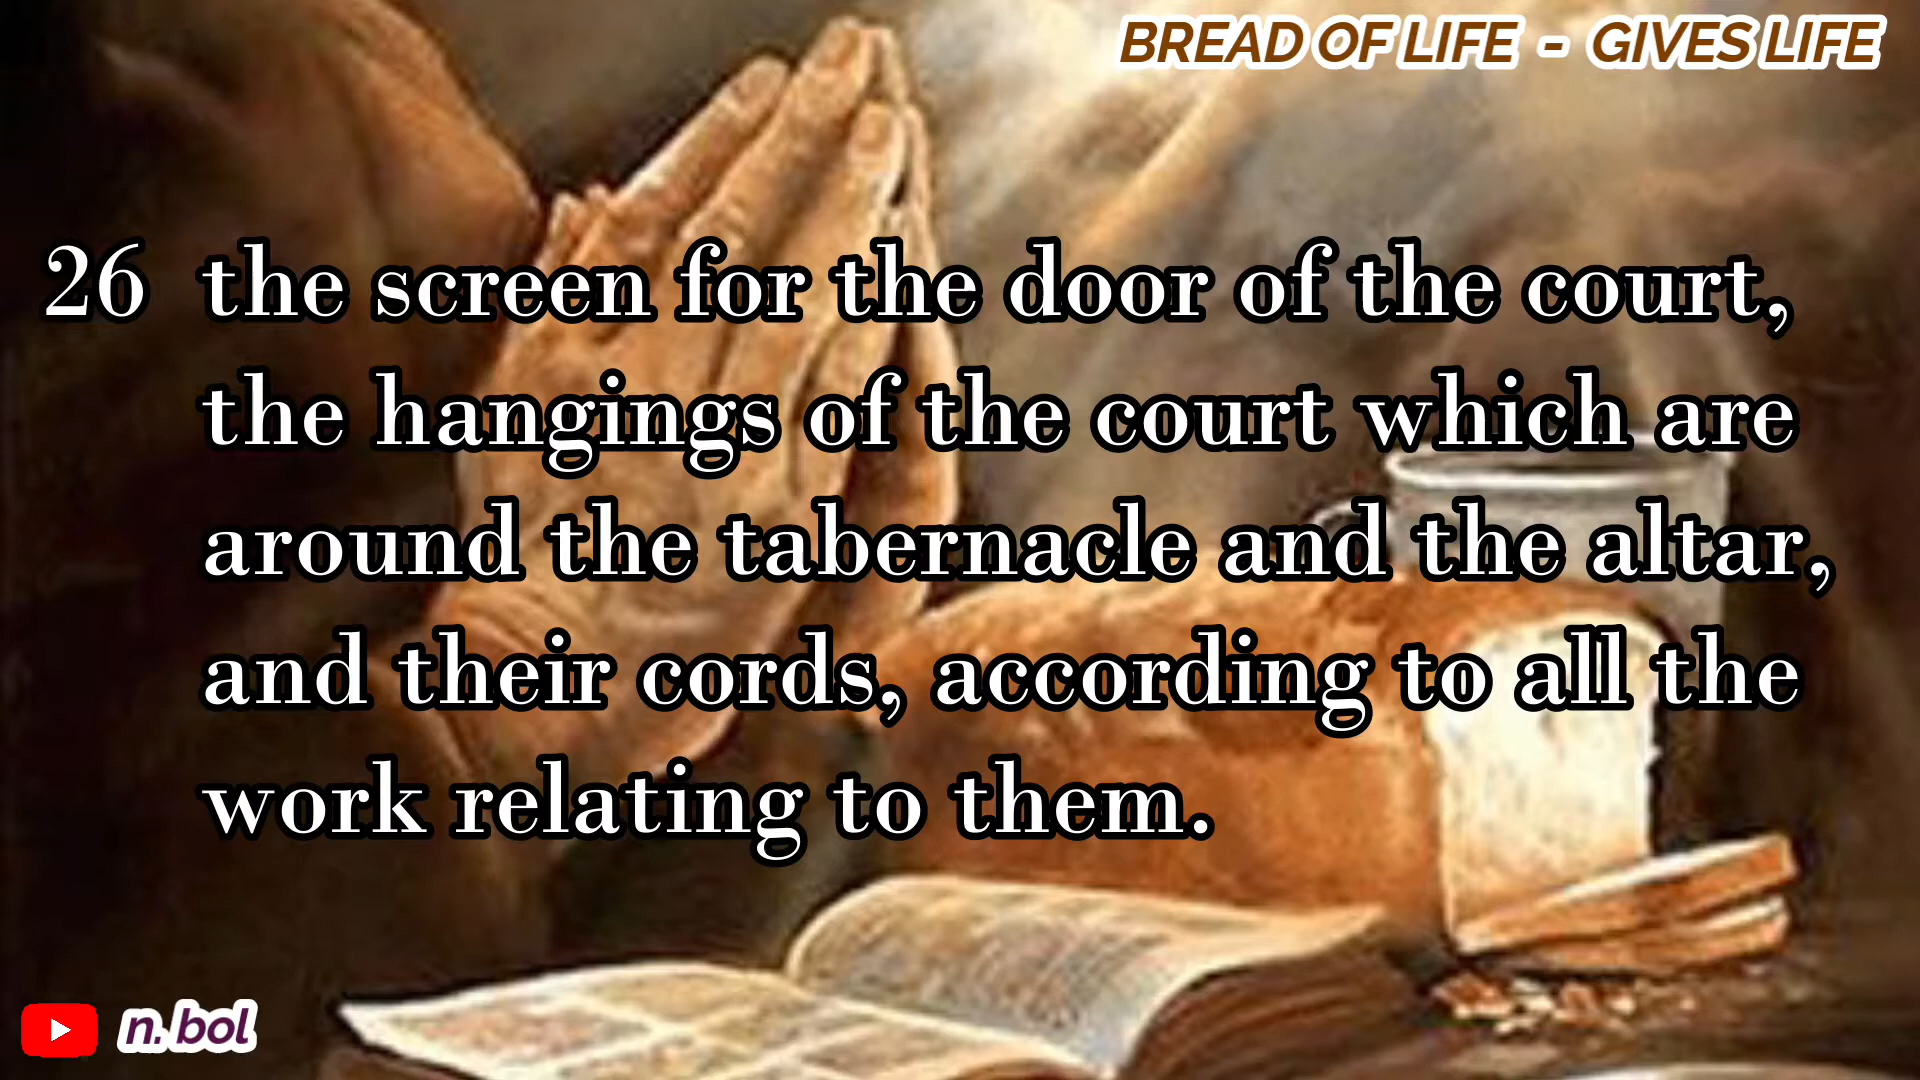 BREAD OF LIFE - GIVES LIFE
26 the screen for the door of the court,
the hangings of the court which are
around the tabernacle and the altar,
and their cords, according to all the
work relating to them.
n. bol